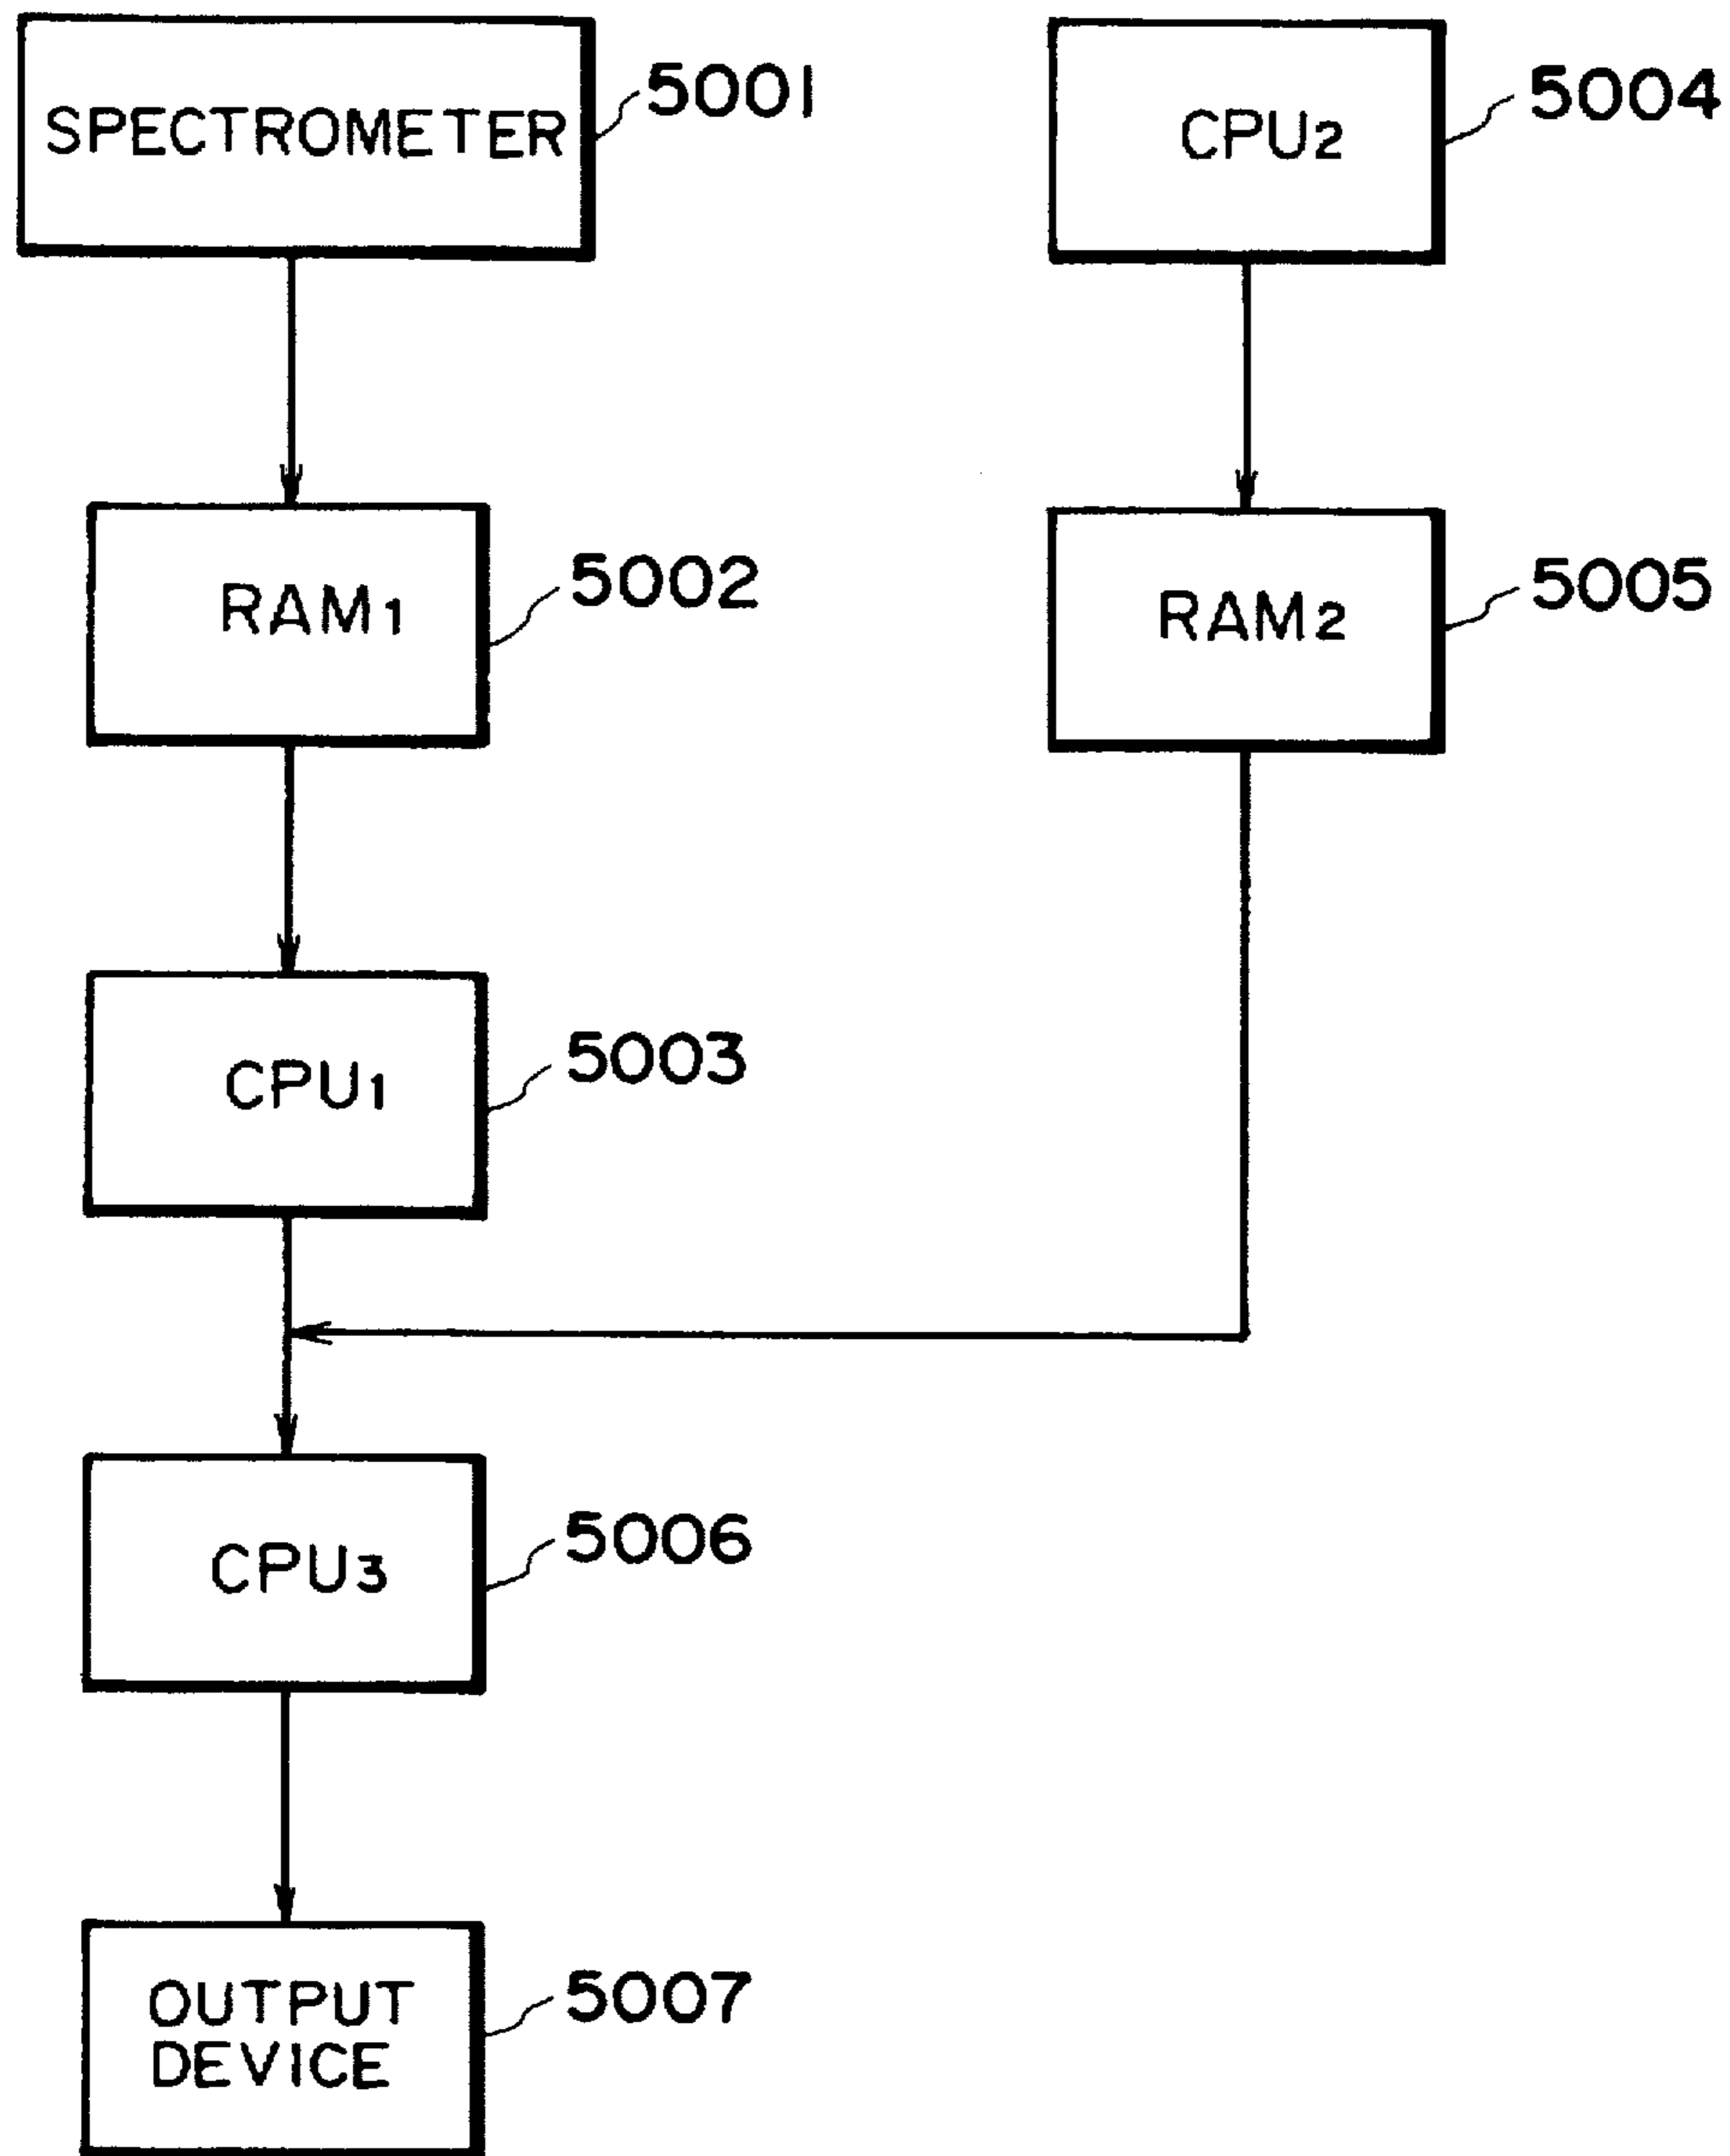 SPECTROMETER
5001
CPU2
5004
RAM1
5002
RAM2
5005
CPU1
5003
CPU3
5006
OUTPUT
DEVICE
5007